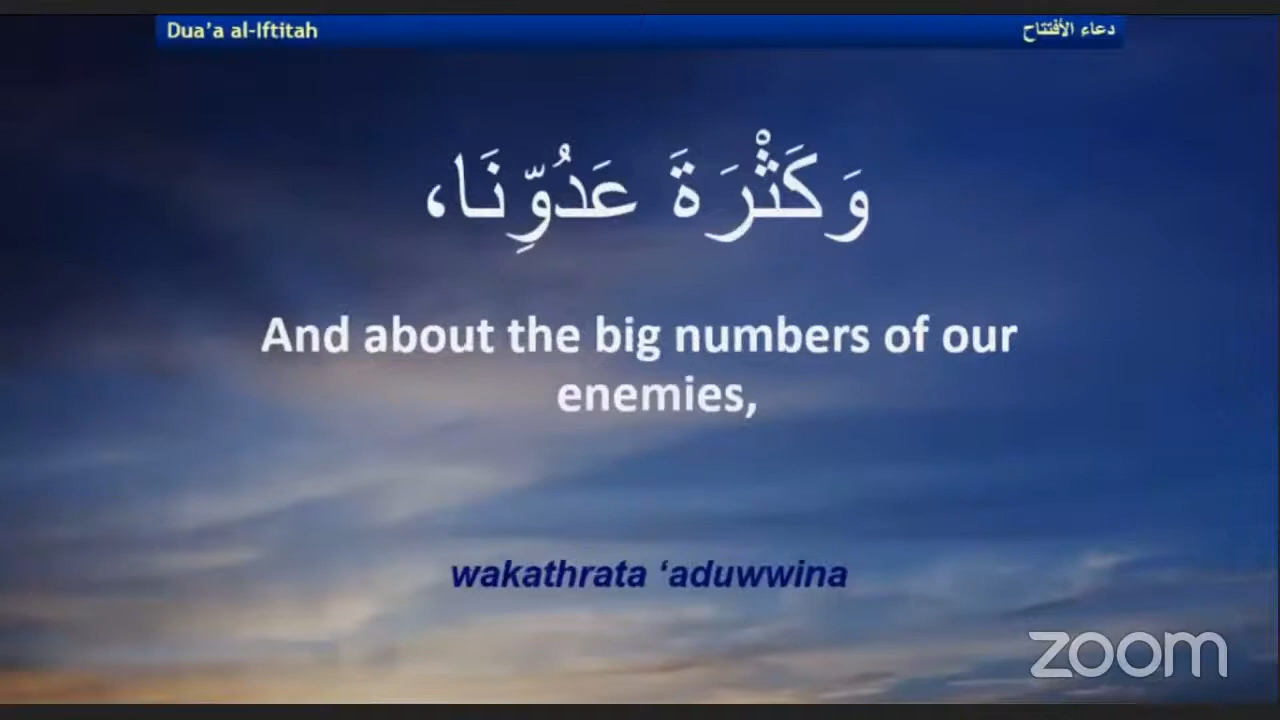 Dua’a al-Iftitah
دعاء الأفتتاح
وَكَثْرَةَ عَدُوِّنَا،
And about the big numbers of our
enemies,
wakathrata ‘aduwwina
zoom